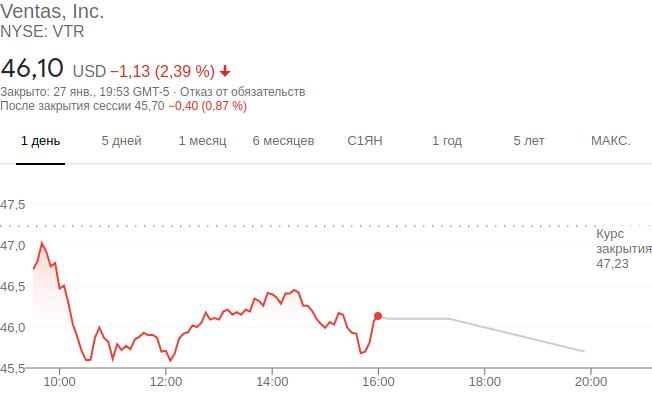 Ventas, Inc.
NYSE: VTR
46,10 USD −1,13 (2,39 %)
Закрыто: 27 янв., 19:53 GMT-5 · Отказ от обязательств
После закрытия сессии 45,70 −0,40 (0,87 %)
1 день 5 дней 1 месяц 6 месяцев С1ЯН 1 год 5 лет МАКС.
47,5
Курс
закрытия
47,23
47,0
46,5
46,0
45,5
10:00 12:00 14:00 16:00 18:00 20:00